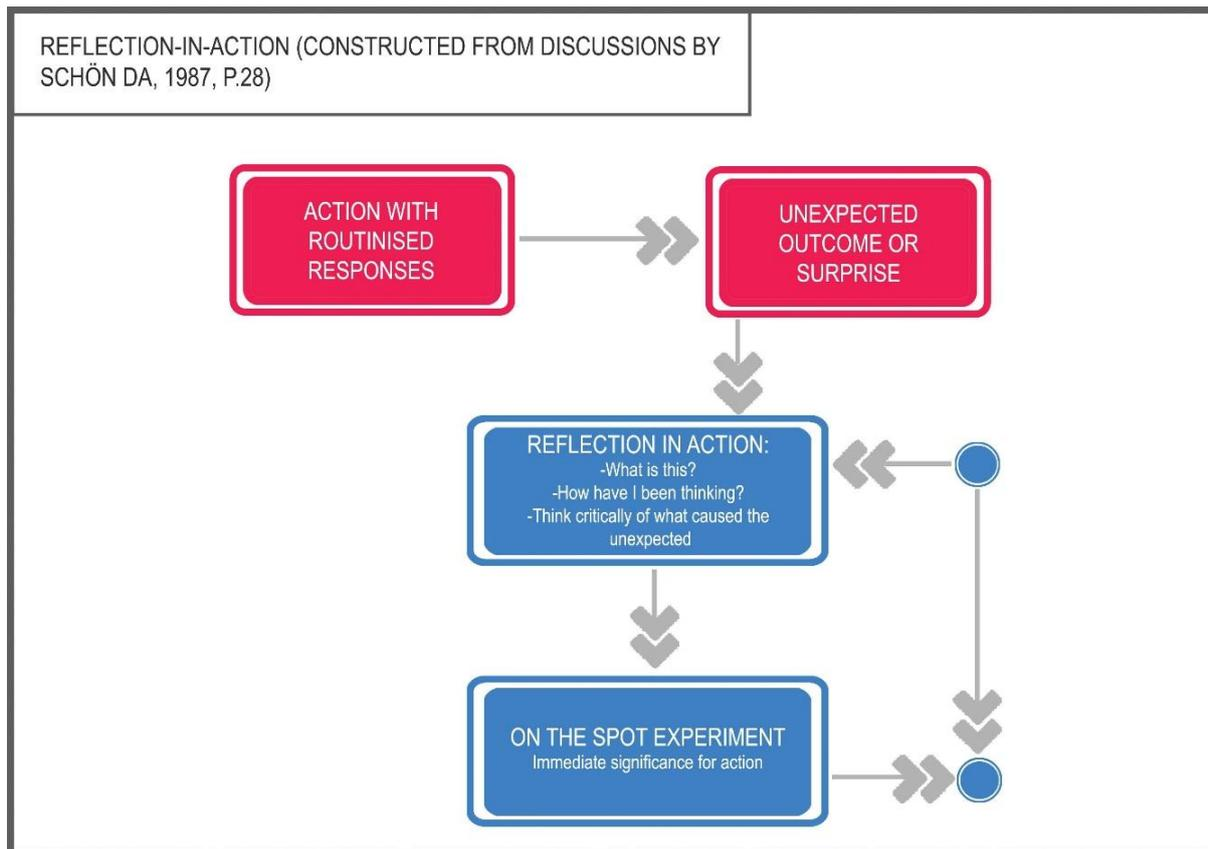 REFLECTION-IN-ACTION (CONSTRUCTED FROM DISCUSSIONS BY
SCHÖN DA, 1987, P.28)
ACTION WITH
ROUTINISED
RESPONSES
UNEXPECTED
OUTCOME OR
SURPRISE
REFLECTION IN ACTION:
-What is this?
-How have I been thinking?
-Think critically of what caused the
unexpected
ON THE SPOT EXPERIMENT
Immediate significance for action